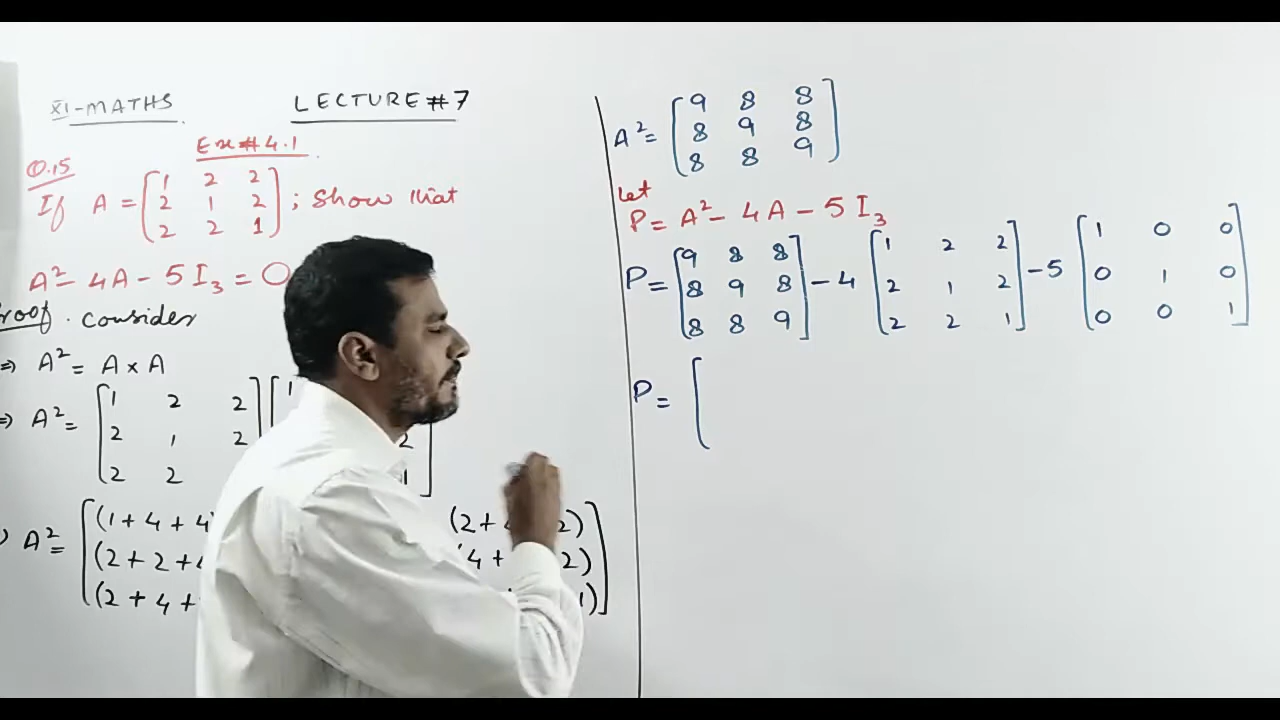 XI-MATHS LECTURE#7
Ex#4.1
Q.15
If A = [1 2 2
2 1 2
2 2 1] ; Show that
A² - 4A - 5I₃ = O
Proof. Consider
⇒ A² = A × A
⇒ A² = [1 2 2] [1
2 1 2 2
2 2 1]
A² = [(1+4+4) (2+ 2)
(2+2+4 (4+ 2)
(2+4+ 1)]
A² = [9 8 8
8 9 8
8 8 9]
Let
P = A² - 4A - 5I₃
P = [9 8 8] - 4 [1 2 2] - 5 [1 0 0]
[8 9 8] [2 1 2] [0 1 0]
[8 8 9] [2 2 1] [0 0 1]
P = [